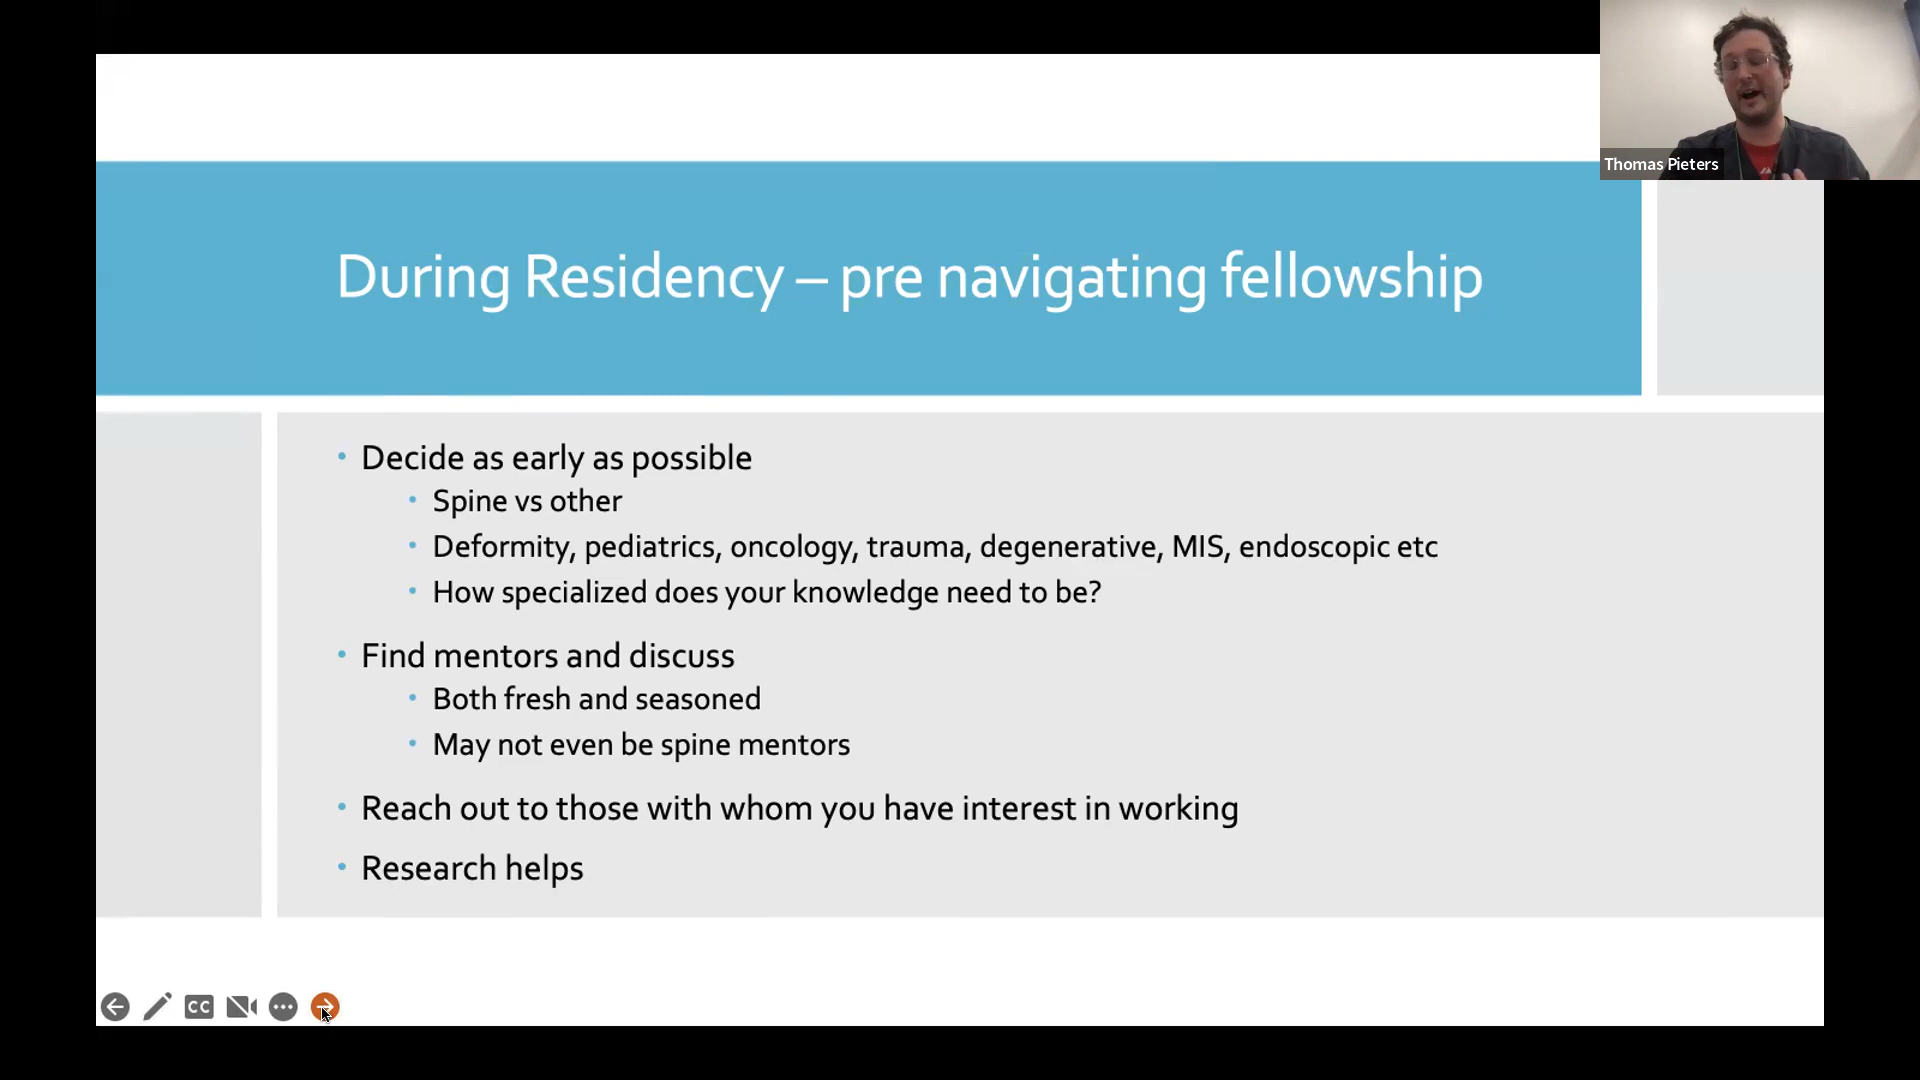 Thomas Pieters
During Residency – pre navigating fellowship
• Decide as early as possible
• Spine vs other
• Deformity, pediatrics, oncology, trauma, degenerative, MIS, endoscopic etc
• How specialized does your knowledge need to be?
• Find mentors and discuss
• Both fresh and seasoned
• May not even be spine mentors
• Reach out to those with whom you have interest in working
• Research helps
CC